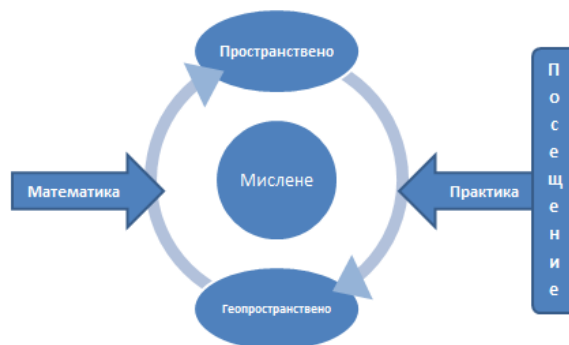 Пространствено
Мислене
Математика
Практика
Посещение
Геопространствено